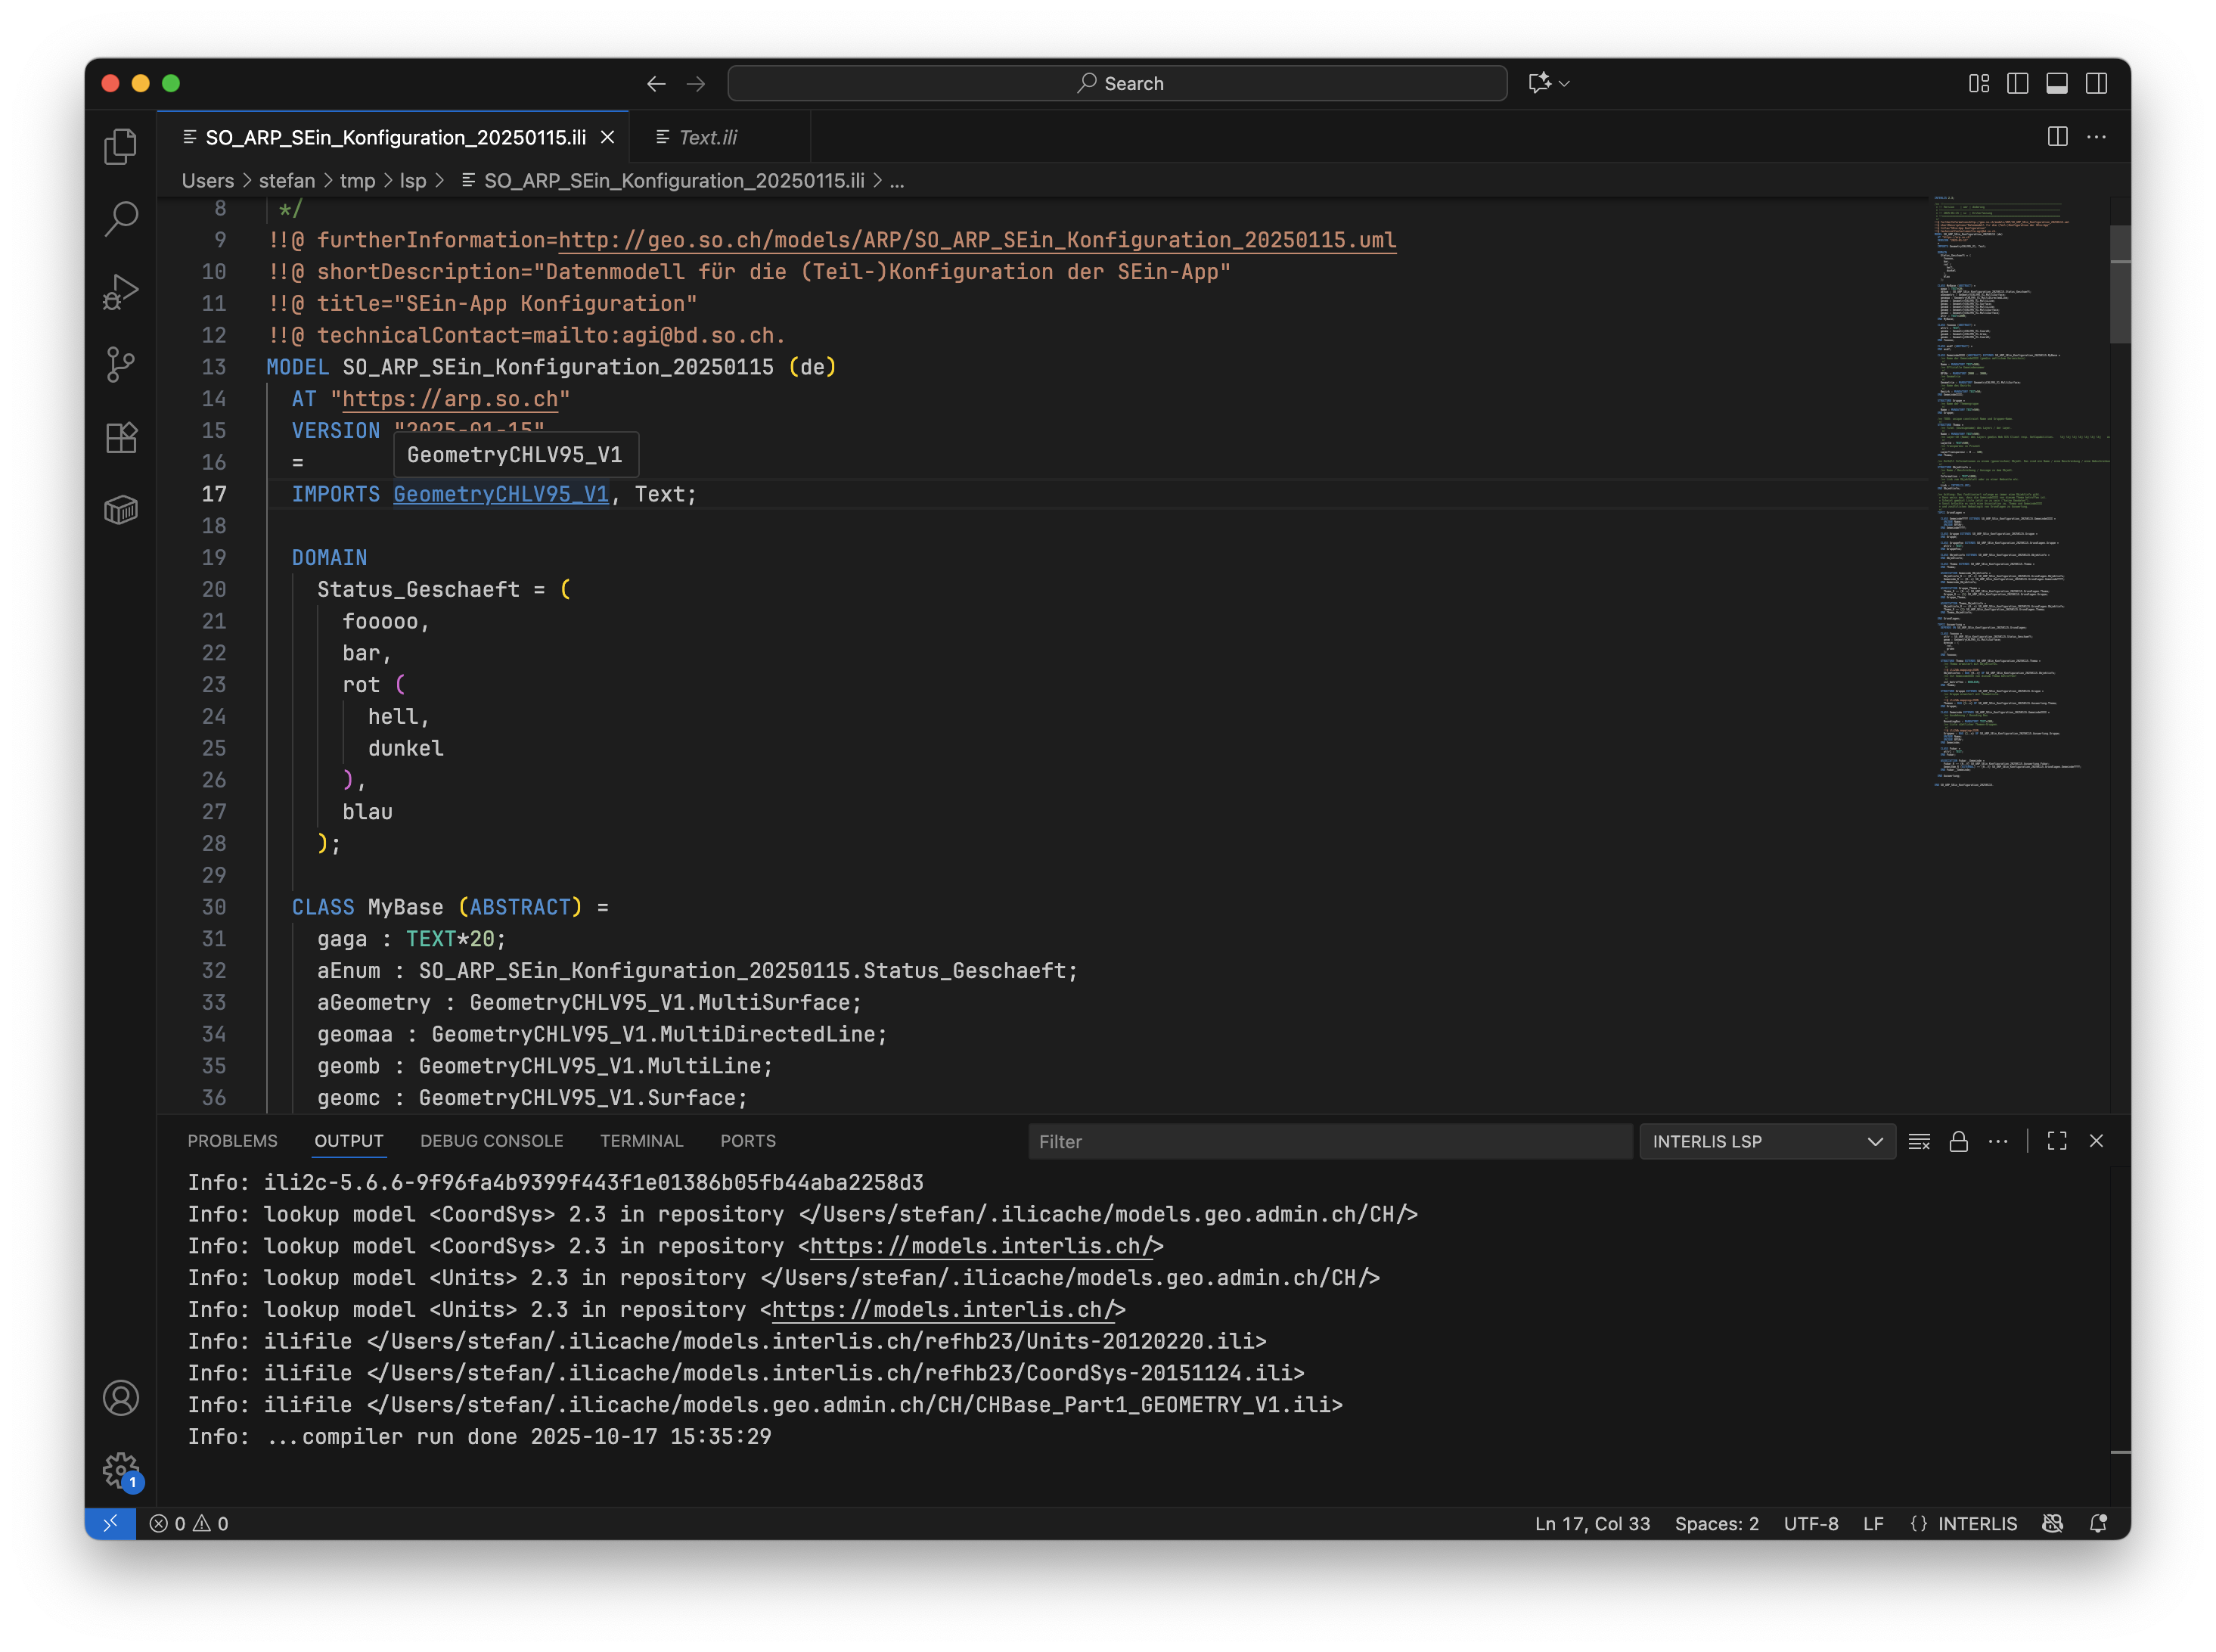 Search
SO_ARP_SEin_Konfiguration_20250115.ili
Text.ili
Users > stefan > tmp > lsp > SO_ARP_SEin_Konfiguration_20250115.ili > ...
8 */
9 !!@ furtherInformation=http://geo.so.ch/models/ARP/SO_ARP_SEin_Konfiguration_20250115.uml
10 !!@ shortDescription="Datenmodell für die (Teil-)Konfiguration der SEin-App"
11 !!@ title="SEin-App Konfiguration"
12 !!@ technicalContact=mailto:agi@bd.so.ch.
13 MODEL SO_ARP_SEin_Konfiguration_20250115 (de)
14 AT "https://arp.so.ch"
15 VERSION "2025-01-15"
GeometryCHLV95_V1
16 =
17 IMPORTS GeometryCHLV95_V1, Text;
18
19 DOMAIN
20 Status_Geschaeft = (
21 fooooo,
22 bar,
23 rot (
24 hell,
25 dunkel
26 ),
27 blau
28 );
29
30 CLASS MyBase (ABSTRACT) =
31 gaga : TEXT*20;
32 aEnum : SO_ARP_SEin_Konfiguration_20250115.Status_Geschaeft;
33 aGeometry : GeometryCHLV95_V1.MultiSurface;
34 geomaa : GeometryCHLV95_V1.MultiDirectedLine;
35 geomb : GeometryCHLV95_V1.MultiLine;
36 geomc : GeometryCHLV95_V1.Surface;
PROBLEMS OUTPUT DEBUG CONSOLE TERMINAL PORTS Filter INTERLIS LSP
Info: ili2c-5.6.6-9f96fa4b9399f443f1e01386b05fb44aba2258d3
Info: lookup model <CoordSys> 2.3 in repository </Users/stefan/.ilicache/models.geo.admin.ch/CH/>
Info: lookup model <CoordSys> 2.3 in repository <https://models.interlis.ch/>
Info: lookup model <Units> 2.3 in repository </Users/stefan/.ilicache/models.geo.admin.ch/CH/>
Info: lookup model <Units> 2.3 in repository <https://models.interlis.ch/>
Info: ilifile </Users/stefan/.ilicache/models.interlis.ch/refhb23/Units-20120220.ili>
Info: ilifile </Users/stefan/.ilicache/models.interlis.ch/refhb23/CoordSys-20151124.ili>
Info: ilifile </Users/stefan/.ilicache/models.geo.admin.ch/CH/CHBase_Part1_GEOMETRY_V1.ili>
Info: ...compiler run done 2025-10-17 15:35:29
1
0 0 Ln 17, Col 33 Spaces: 2 UTF-8 LF {} INTERLIS